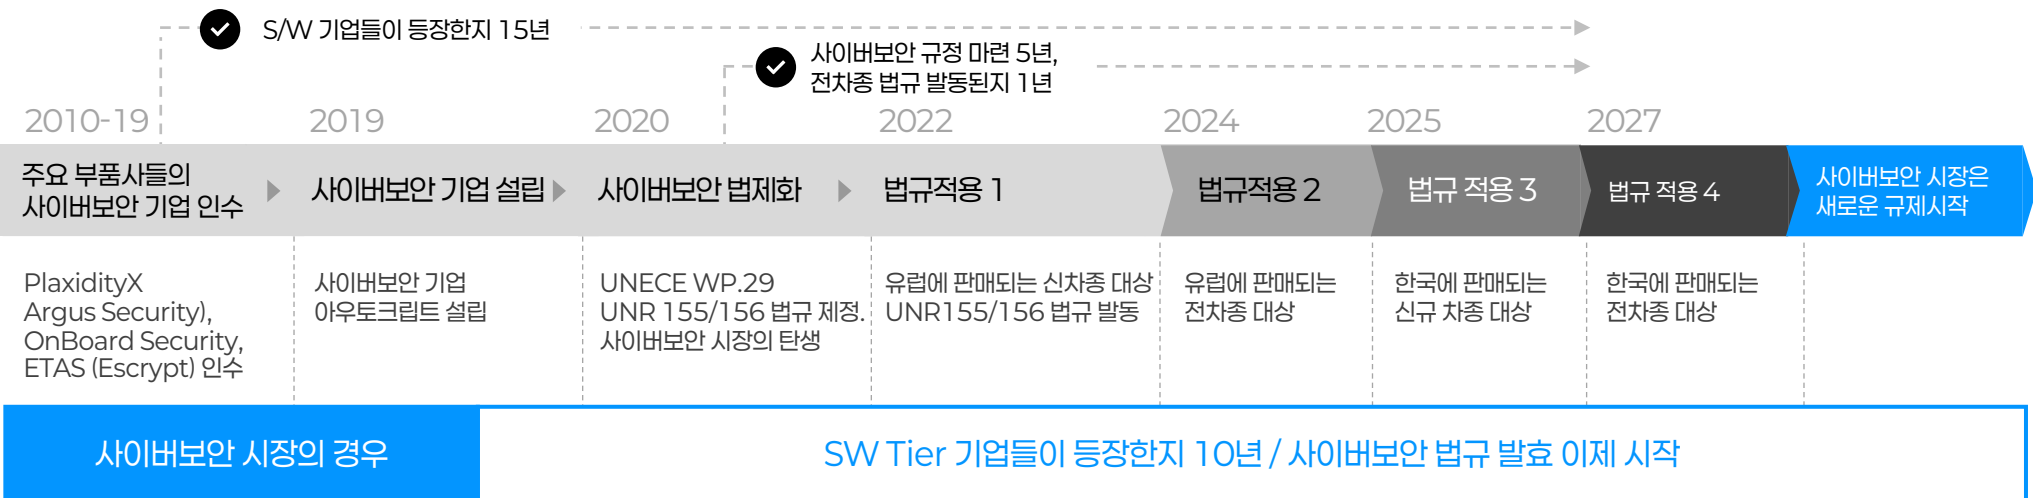 S/W 기업들이 등장한지 15년
사이버보안 규정 마련 5년,
전차종 법규 발동된지 1년
2010-19
2019
2020
2022
2024
2025
2027
주요 부품사들의
사이버보안 기업 인수
사이버보안 기업 설립
사이버보안 법제화
법규적용 1
법규적용 2
법규 적용 3
법규 적용 4
사이버보안 시장은
새로운 규제시작
PlaxidityX
Argus Security),
OnBoard Security,
ETAS (Escrypt) 인수
사이버보안 기업
아우토크립트 설립
UNECE WP.29
UNR 155/156 법규 제정.
사이버보안 시장의 탄생
유럽에 판매되는 신차종 대상
UNR155/156 법규 발동
유럽에 판매되는
전차종 대상
한국에 판매되는
신규 차종 대상
한국에 판매되는
전차종 대상
사이버보안 시장의 경우
SW Tier 기업들이 등장한지 10년 / 사이버보안 법규 발효 이제 시작